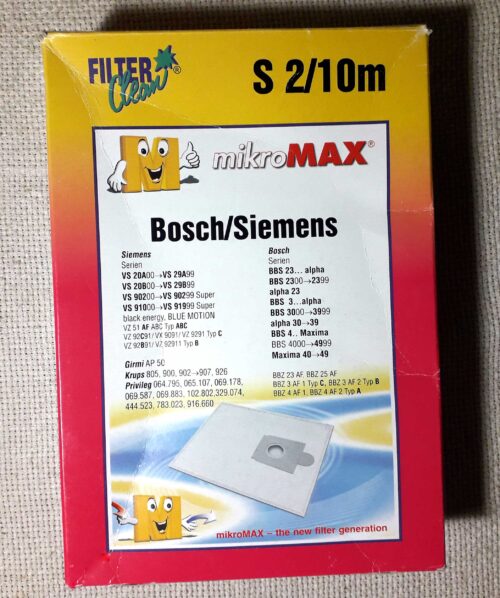 FILTER
Clean®
S 2/10m
M
mikroMAX®
Bosch/Siemens
Siemens
Serien
VS 20A00→VS 29A99
VS 20B00→VS 29B99
VS 90200→VS 90299 Super
VS 91000→VS 91999 Super
black energy, BLUE MOTION
VZ 51 AF ABC Typ ABC
VZ 92C91/ VX 9091/ VZ 9291 Typ C
VZ 92B91/ VZ 92911 Typ B
Girmi AP 50
Krups 805, 900, 902→907, 926
Privileg 064.795, 065.107, 069.178,
069.587, 069.883, 102.802,329.074,
444.523, 783.023, 916.660
Bosch
Serien
BBS 23... alpha
BBS 2300→2399
alpha 23
BBS 3...alpha
BBS 3000→3999
alpha 30→39
BBS 4.. Maxima
BBS 4000→4999
Maxima 40→49
BBZ 23 AF, BBZ 25 AF
BBZ 3 AF 1 Typ C, BBZ 3 AF 2 Typ B
BBZ 4 AF 1, BBZ 4 AF 2 Typ A
M
mikroMAX – the new filter generation